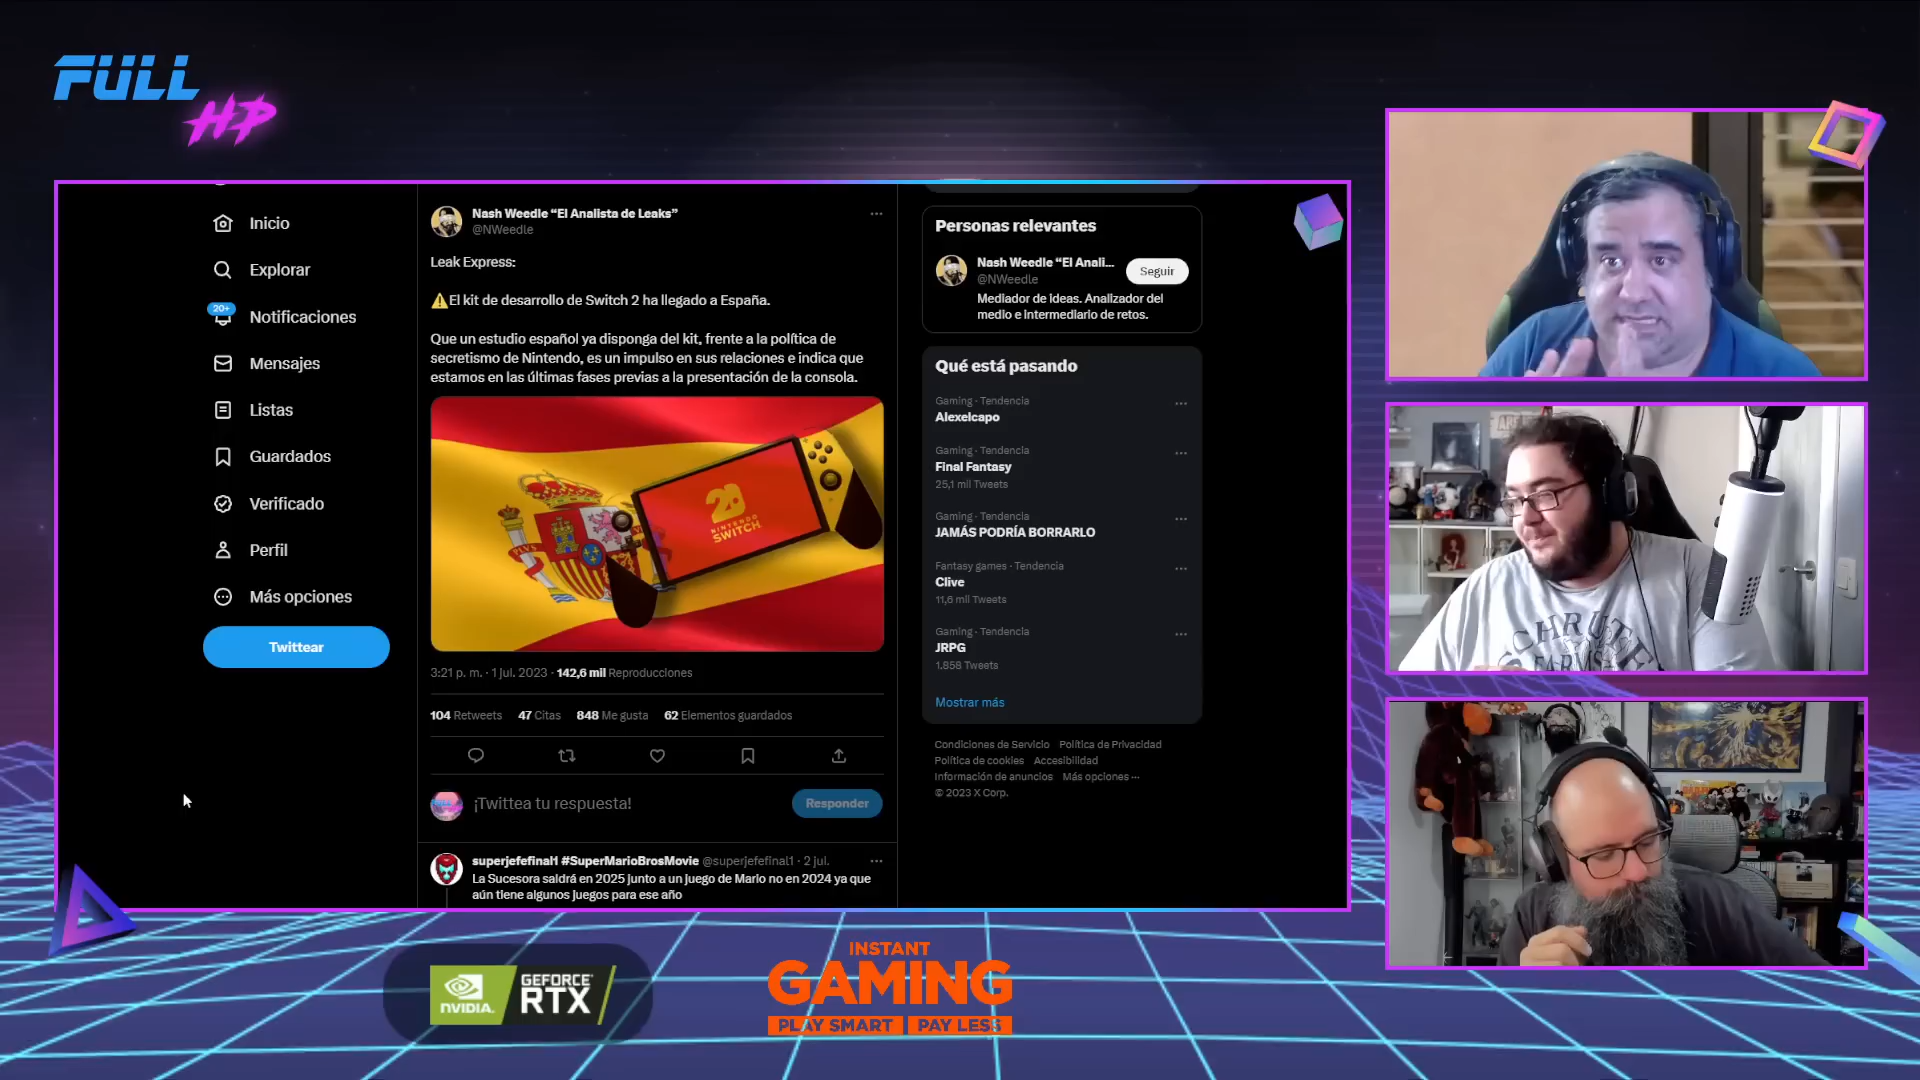 FULL
HP
Inicio
Explorar
20+
Notificaciones
Mensajes
Listas
Guardados
Verificado
Perfil
Más opciones
Twittear
Nash Weedle “El Analista de Leaks”
@NWeedle
Leak Express:
⚠️El kit de desarrollo de Switch 2 ha llegado a España.
Que un estudio español ya disponga del kit, frente a la política de
secretismo de Nintendo, es un impulso en sus relaciones e indica que
estamos en las últimas fases previas a la presentación de la consola.
NINTENDO
SWITCH
3:21 p. m. · 1 jul. 2023 · 142,6 mil Reproducciones
104 Retweets 47 Citas 848 Me gusta 62 Elementos guardados
¡Twittea tu respuesta!
Responder
superjefefinal1 #SuperMarioBrosMovie @superjefefinal1 · 2 jul.
La Sucesora saldrá en 2025 junto a un juego de Mario no en 2024 ya que
aún tiene algunos juegos para ese año
Personas relevantes
Nash Weedle “El Anali...
@NWeedle
Seguir
Mediador de ideas. Analizador del
medio e intermediario de retos.
Qué está pasando
Gaming · Tendencia
Alexelcapo
Gaming · Tendencia
Final Fantasy
25,1 mil Tweets
Gaming · Tendencia
JAMÁS PODRÍA BORRARLO
Fantasy games · Tendencia
Clive
11,6 mil Tweets
Gaming · Tendencia
JRPG
1.858 Tweets
Mostrar más
Condiciones de Servicio Política de Privacidad
Política de cookies Accesibilidad
Información de anuncios Más opciones ···
© 2023 X Corp.
SCHRUTE
FARMS
NVIDIA.
GEFORCE
RTX
INSTANT
GAMING
PLAY SMART PAY LESS